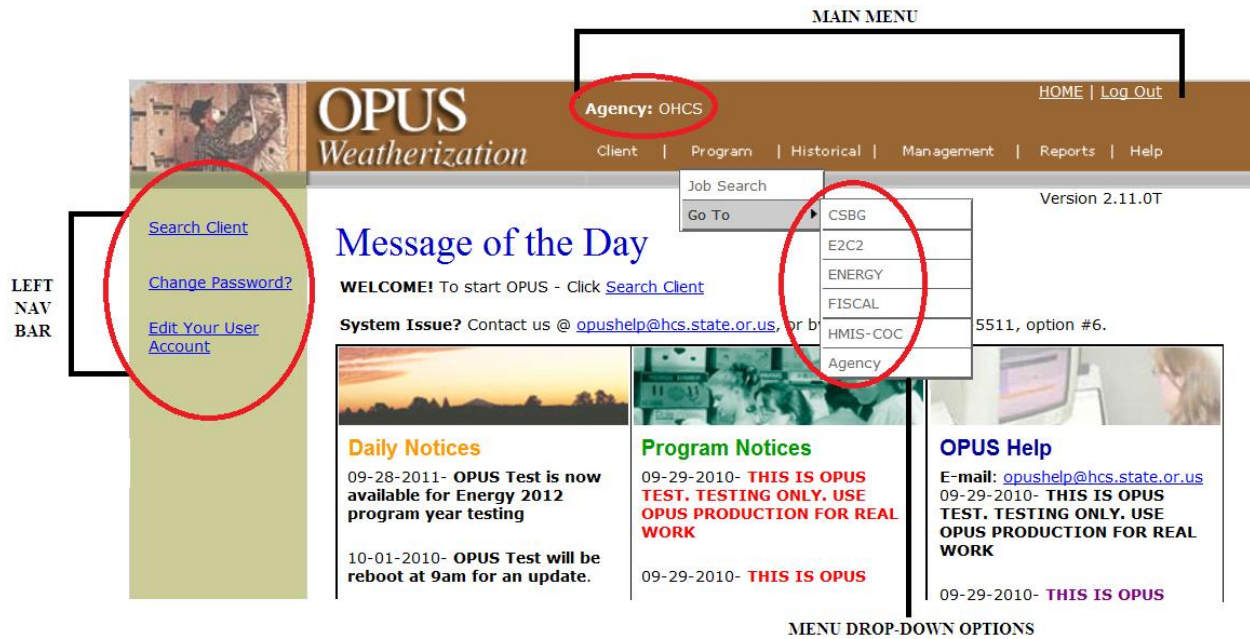 MAIN MENU
OPUS
Weatherization
Agency: OHCS
HOME | Log Out
Client | Program | Historical | Management | Reports | Help
Job Search
Go To
CSBG
E2C2
ENERGY
FISCAL
HMIS-COC
Agency
Version 2.11.0T
LEFT
NAV
BAR
Search Client
Change Password?
Edit Your User
Account
Message of the Day
WELCOME! To start OPUS - Click Search Client
System Issue? Contact us @ opushelp@hcs.state.or.us, or by 5511, option #6.
Daily Notices
09-28-2011- OPUS Test is now
available for Energy 2012
program year testing
10-01-2010- OPUS Test will be
reboot at 9am for an update.
Program Notices
09-29-2010- THIS IS OPUS
TEST. TESTING ONLY. USE
OPUS PRODUCTION FOR REAL
WORK
09-29-2010- THIS IS OPUS
OPUS Help
E-mail: opushelp@hcs.state.or.us
09-29-2010- THIS IS OPUS
TEST. TESTING ONLY. USE
OPUS PRODUCTION FOR REAL
WORK
09-29-2010- THIS IS OPUS
MENU DROP-DOWN OPTIONS